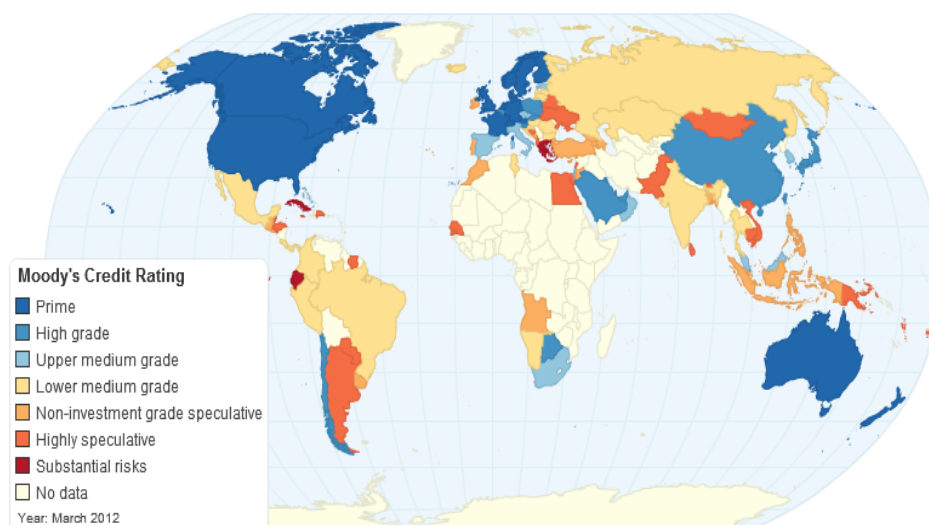 Moody's Credit Rating
Prime
High grade
Upper medium grade
Lower medium grade
Non-investment grade speculative
Highly speculative
Substantial risks
No data
Year: March 2012